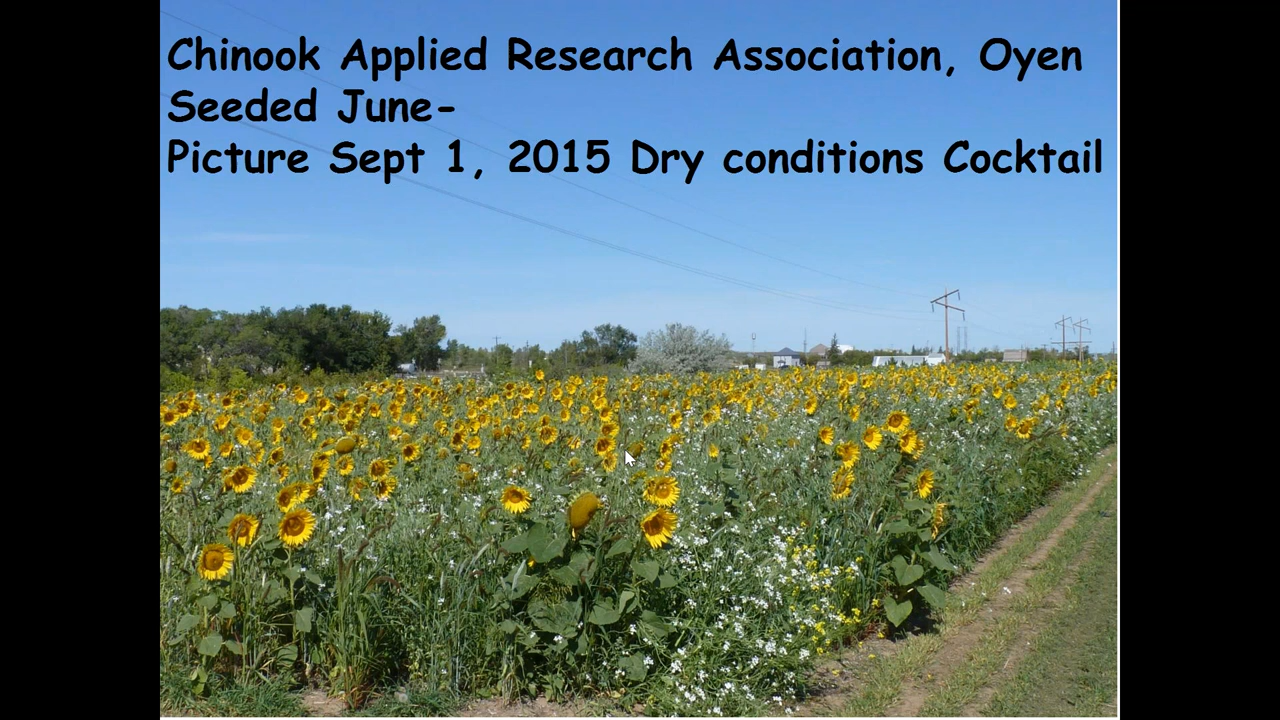 Chinook Applied Research Association, Oyen
Seeded June-
Picture Sept 1, 2015 Dry conditions Cocktail